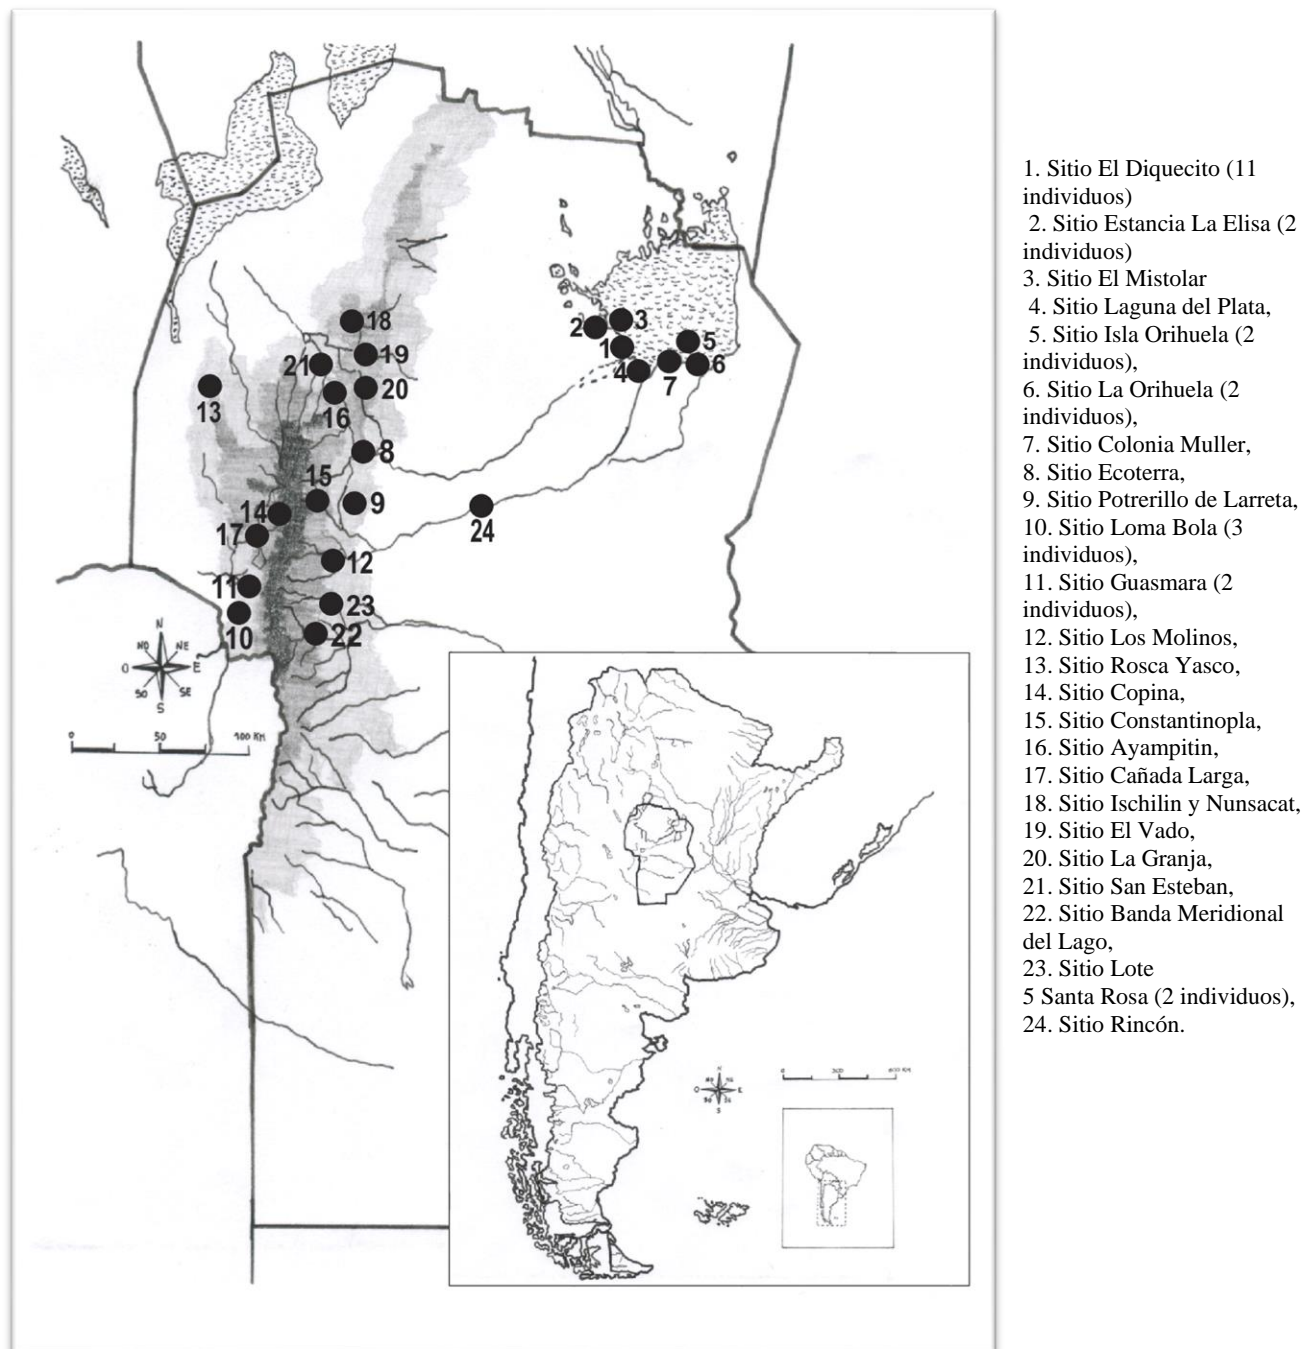 18
19
20
21
16
13
2
3
1
4
5
7
6
8
15
9
14
17
24
12
11
10
23
22
N
NO
NE
O
E
SO
SE
S
0
50
100 KM
N
O
E
S
0
1. Sitio El Diquecito (11
individuos)
2. Sitio Estancia La Elisa (2
individuos)
3. Sitio El Mistolar
4. Sitio Laguna del Plata,
5. Sitio Isla Orihuela (2
individuos),
6. Sitio La Orihuela (2
individuos),
7. Sitio Colonia Muller,
8. Sitio Ecoterra,
9. Sitio Potrerillo de Larreta,
10. Sitio Loma Bola (3
individuos),
11. Sitio Guasmara (2
individuos),
12. Sitio Los Molinos,
13. Sitio Rosca Yasco,
14. Sitio Copina,
15. Sitio Constantinopla,
16. Sitio Ayampitin,
17. Sitio Cañada Larga,
18. Sitio Ischilin y Nunsacat,
19. Sitio El Vado,
20. Sitio La Granja,
21. Sitio San Esteban,
22. Sitio Banda Meridional
del Lago,
23. Sitio Lote
5 Santa Rosa (2 individuos),
24. Sitio Rincón.